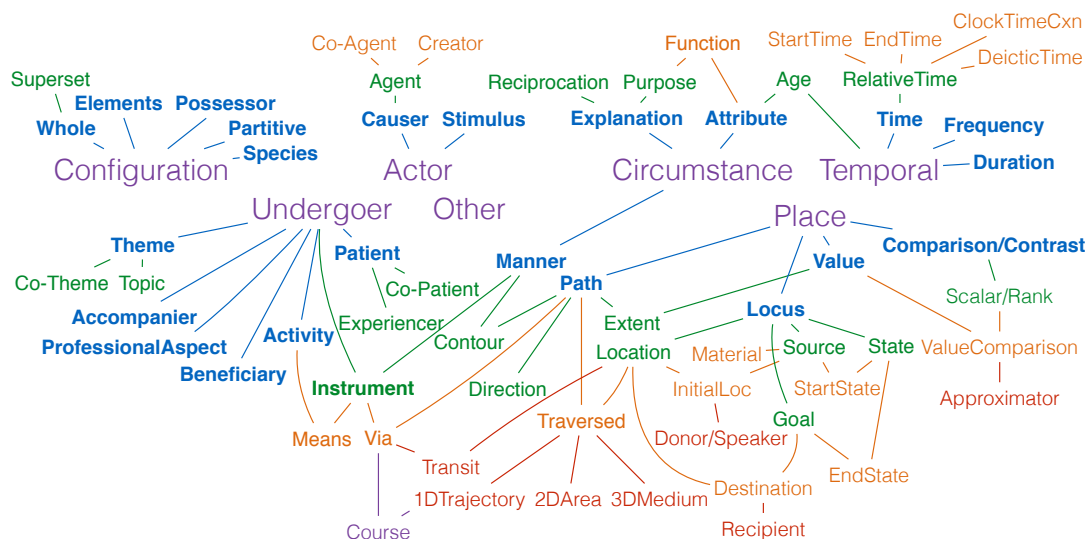 ClockTimeCxn
StartTime EndTime
Co-Agent Creator Function
DeicticTime
Superset Agent Reciprocation Purpose Age RelativeTime
Elements Possessor
Whole Partitive Causer Stimulus Explanation Attribute Time Frequency
Species
Configuration Actor Circumstance Temporal Duration
Undergoer Other Place
Theme Patient Manner Value Comparison/Contrast
Co-Theme Topic Co-Patient Path
Scalar/Rank
Accompanier Experiencer Extent Locus
ProfessionalAspect Activity Contour Location Material Source State ValueComparison
Beneficiary Instrument Direction InitialLoc StartState Approximator
Means Via Traversed Donor/Speaker Goal
Transit EndState
1DTrajectory 2DArea 3DMedium Destination
Course Recipient